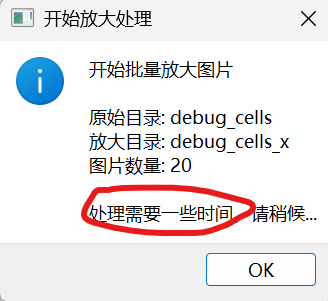 开始放大处理
开始批量放大图片
原始目录: debug_cells
放大目录: debug_cells_x
图片数量: 20
处理需要一些时间，请稍候...
OK